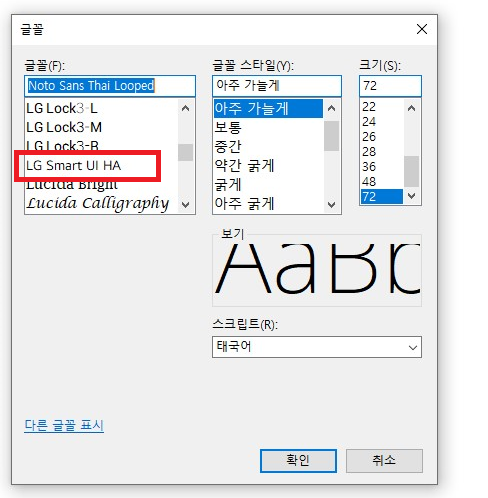 글꼴
글꼴(F):
Noto Sans Thai Looped
LG Lock3-L
LG Lock3-M
LG Lock3-B
LG Smart UI HA
Lucida Bright
Lucida Calligraphy
글꼴 스타일(Y):
아주 가늘게
아주 가늘게
보통
중간
약간 굵게
굵게
아주 굵게
크기(S):
72
22
24
26
28
36
48
72
보기
AaBb
스크립트(R):
태국어
다른 글꼴 표시
확인
취소